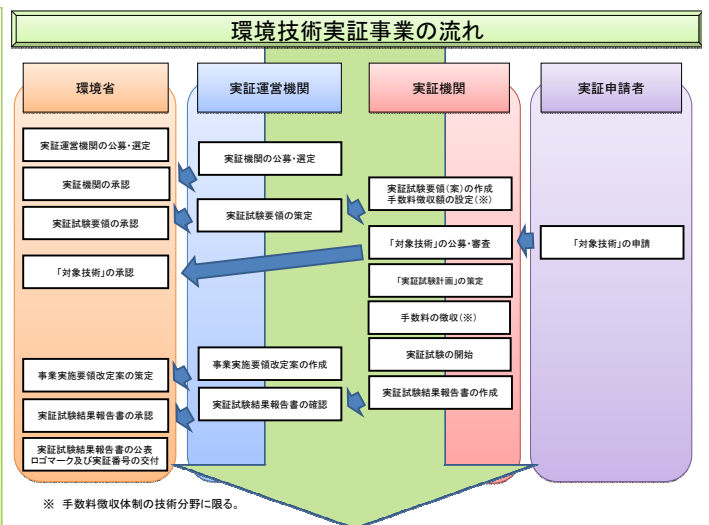 環境技術実証事業の流れ
環境省
実証運営機関の公募・選定
実証機関の承認
実証試験要領の承認
「対象技術」の承認
事業実施要領改定案の策定
実証試験結果報告書の承認
実証試験結果報告書の公表
ロゴマーク及び実証番号の交付
実証運営機関
実証機関の公募・選定
実証試験要領の策定
事業実施要領改定案の作成
実証試験結果報告書の確認
実証機関
実証試験要領(案)の作成
手数料徴収額の設定(※)
「対象技術」の公募・審査
「実証試験計画」の策定
手数料の徴収(※)
実証試験の開始
実証試験結果報告書の作成
実証申請者
「対象技術」の申請
※ 手数料徴収体制の技術分野に限る。